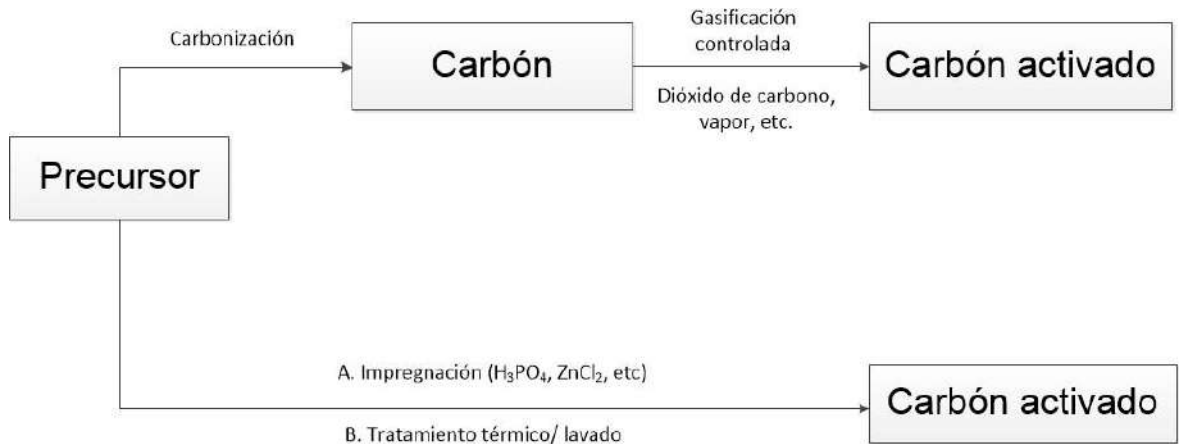 Carbonización
Carbón
Gasificación
controlada
Dióxido de carbono,
vapor, etc.
Carbón activado
Precursor
A. Impregnación (H₃PO₄, ZnCl₂, etc)
B. Tratamiento térmico/ lavado
Carbón activado